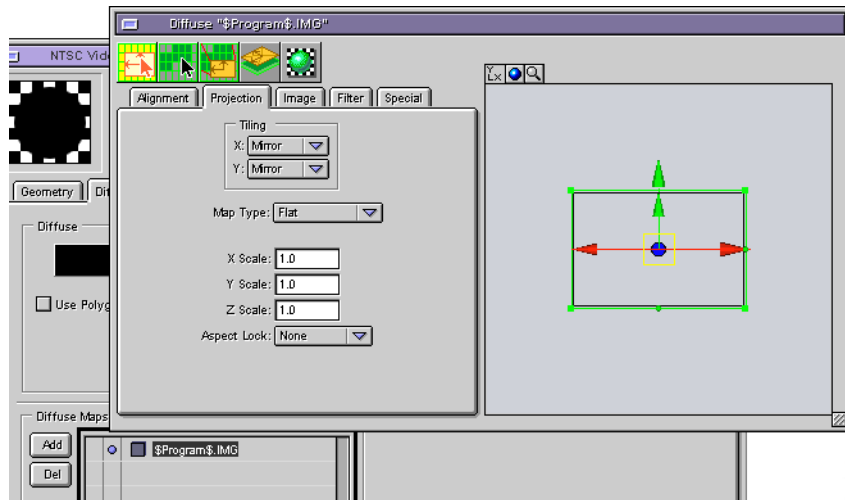 Diffuse "$Program$.IMG"
NTSC Vide
Y Lx
Alignment Projection Image Filter Special
Tiling
X: Mirror
Y: Mirror
Map Type: Flat
X Scale: 1.0
Y Scale: 1.0
Z Scale: 1.0
Aspect Lock: None
Geometry Dif
Diffuse
Use Polyg
Diffuse Maps
Add
Del
$Program$.IMG